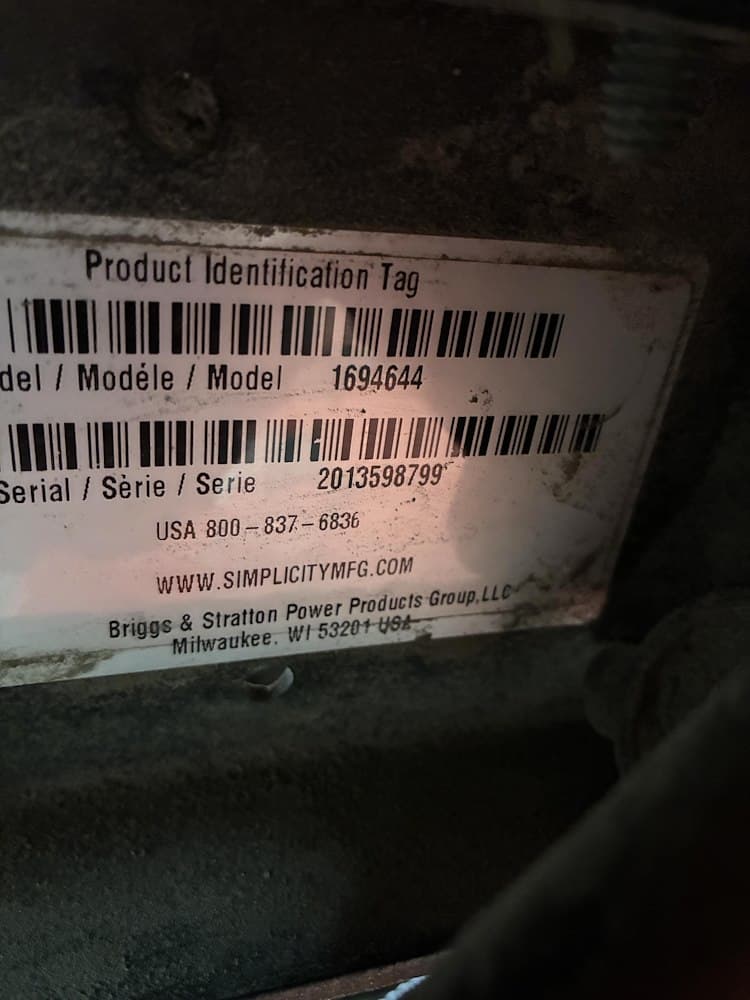 Product Identification Tag
del / Modéle / Model 1694644
Serial / Sèrie / Serie 2013598799
USA 800-837-6836
WWW.SIMPLICITYMFG.COM
Briggs & Stratton Power Products Group,LLC
Milwaukee. WI 53201 USA